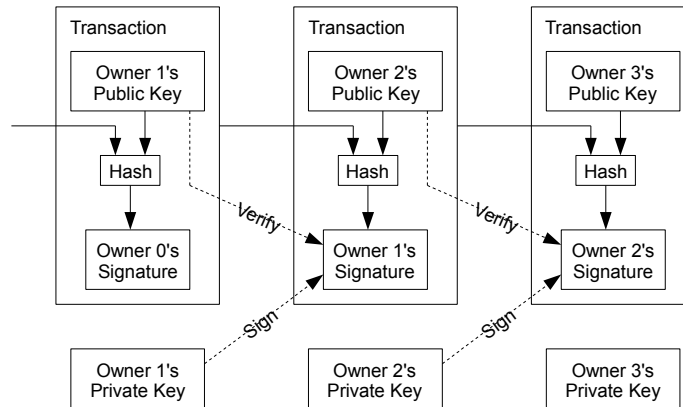 Transaction
Owner 1's
Public Key
Hash
Owner 0's
Signature
Transaction
Owner 2's
Public Key
Hash
Verify
Owner 1's
Signature
Sign
Transaction
Owner 3's
Public Key
Hash
Verify
Owner 2's
Signature
Sign
Owner 1's
Private Key
Owner 2's
Private Key
Owner 3's
Private Key